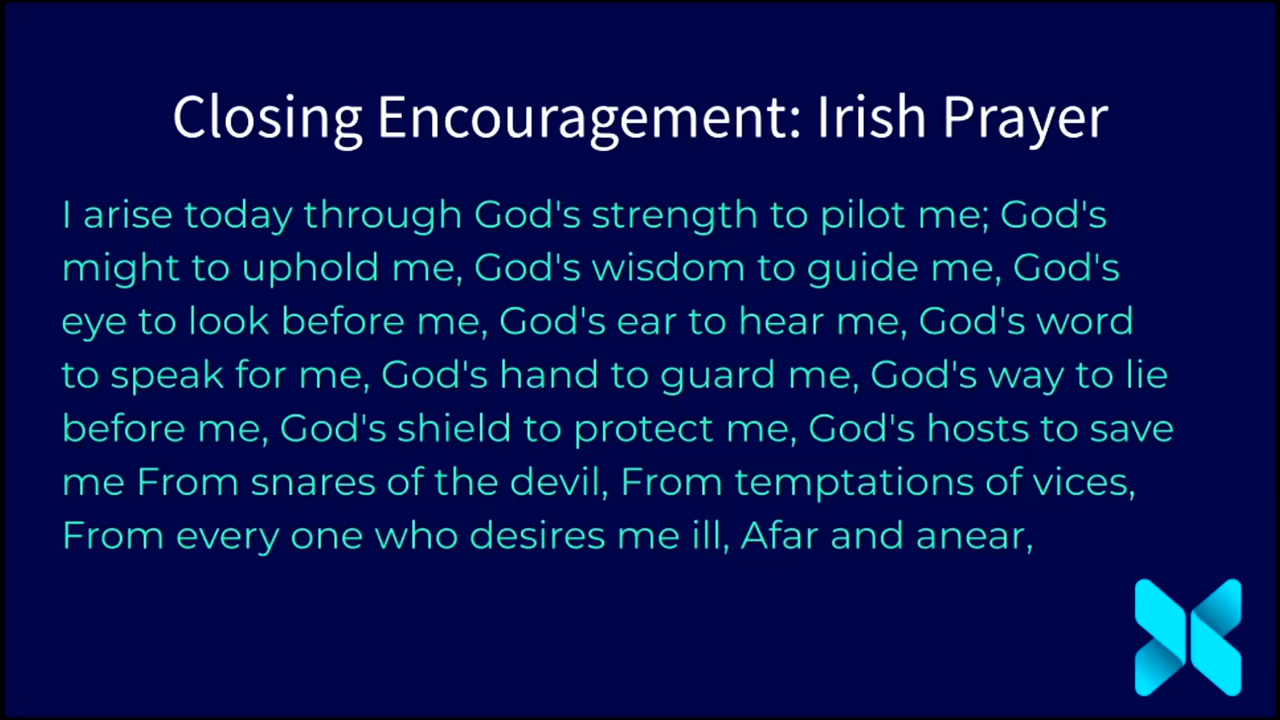 Closing Encouragement: Irish Prayer
I arise today through God's strength to pilot me; God's
might to uphold me, God's wisdom to guide me, God's
eye to look before me, God's ear to hear me, God's word
to speak for me, God's hand to guard me, God's way to lie
before me, God's shield to protect me, God's hosts to save
me From snares of the devil, From temptations of vices,
From every one who desires me ill, Afar and anear,